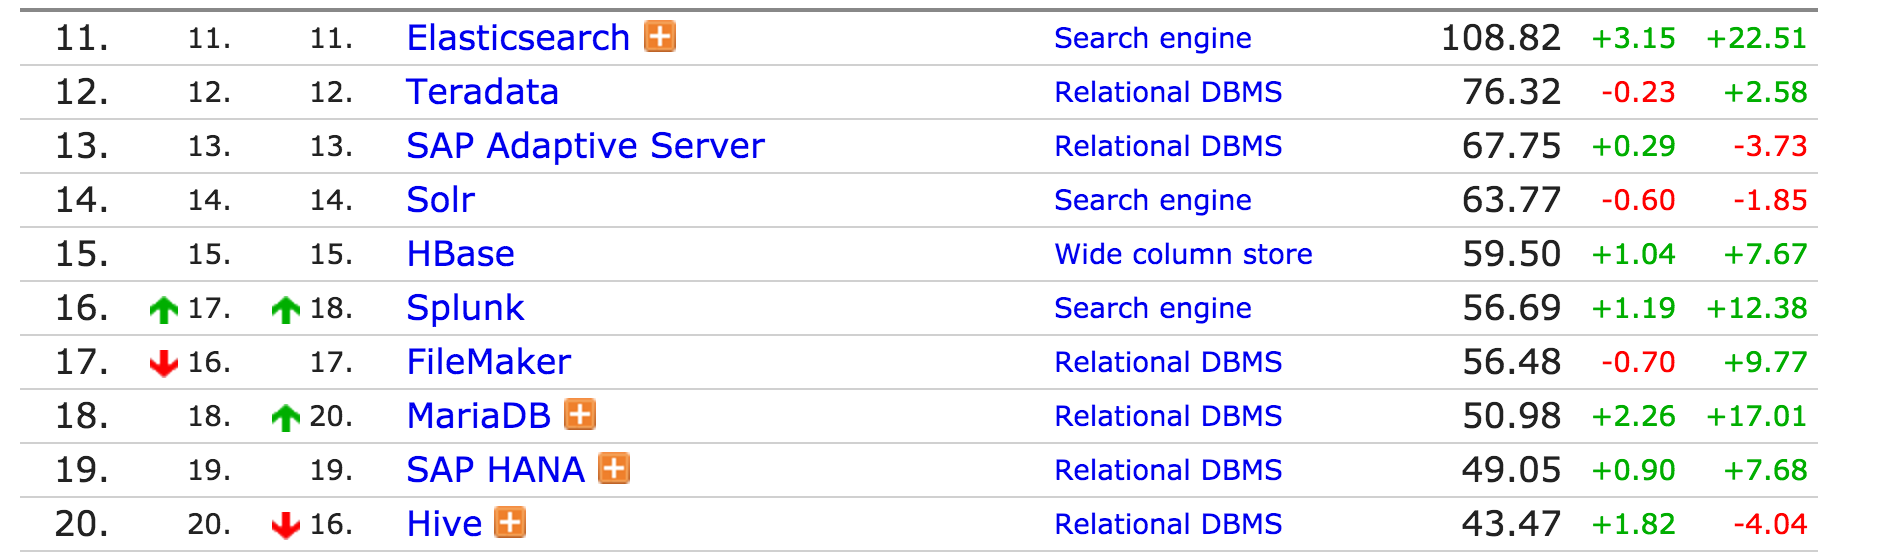 11. 11. 11. Elasticsearch Search engine 108.82 +3.15 +22.51
12. 12. 12. Teradata Relational DBMS 76.32 -0.23 +2.58
13. 13. 13. SAP Adaptive Server Relational DBMS 67.75 +0.29 -3.73
14. 14. 14. Solr Search engine 63.77 -0.60 -1.85
15. 15. 15. HBase Wide column store 59.50 +1.04 +7.67
16. 17. 18. Splunk Search engine 56.69 +1.19 +12.38
17. 16. 17. FileMaker Relational DBMS 56.48 -0.70 +9.77
18. 18. 20. MariaDB Relational DBMS 50.98 +2.26 +17.01
19. 19. 19. SAP HANA Relational DBMS 49.05 +0.90 +7.68
20. 20. 16. Hive Relational DBMS 43.47 +1.82 -4.04